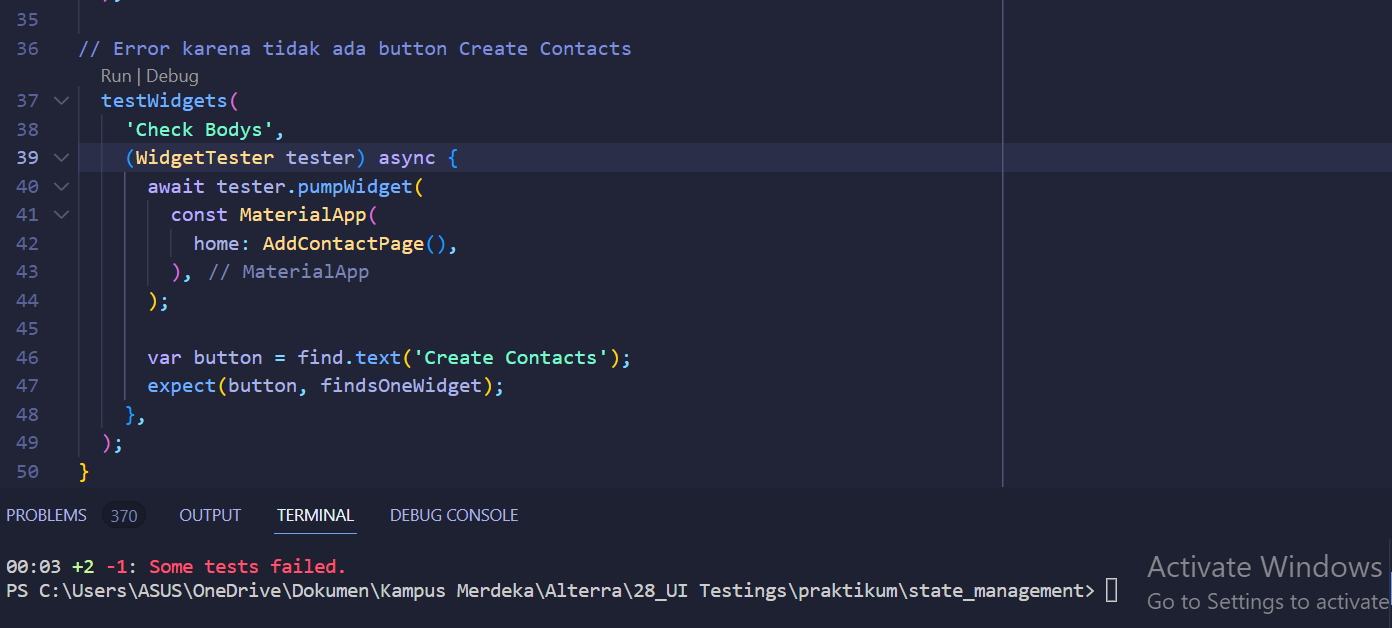 35
36 // Error karena tidak ada button Create Contacts
Run | Debug
37 testWidgets(
38 'Check Bodys',
39 (WidgetTester tester) async {
40 await tester.pumpWidget(
41 const MaterialApp(
42 home: AddContactPage(),
43 ), // MaterialApp
44 );
45
46 var button = find.text('Create Contacts');
47 expect(button, findsOneWidget);
48 },
49 );
50 }
PROBLEMS 370 OUTPUT TERMINAL DEBUG CONSOLE
00:03 +2 -1: Some tests failed.
PS C:\Users\ASUS\OneDrive\Dokumen\Kampus Merdeka\Alterra\28_UI Testings\praktikum\state_management>
Activate Windows
Go to Settings to activate